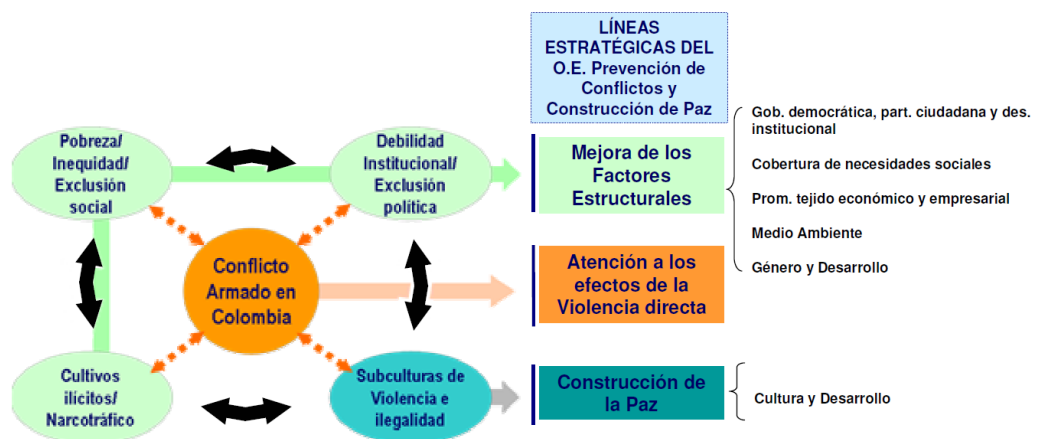 LÍNEAS
ESTRATÉGICAS DEL
O.E. Prevención de
Conflictos y
Construcción de Paz
Pobreza/
Inequidad/
Exclusión
social
Debilidad
Institucional/
Exclusión
política
Mejora de los
Factores
Estructurales
Gob. democrática, part. ciudadana y des.
institucional
Cobertura de necesidades sociales
Prom. tejido económico y empresarial
Medio Ambiente
Género y Desarrollo
Conflicto
Armado en
Colombia
Atención a los
efectos de la
Violencia directa
Cultivos
ilícitos/
Narcotráfico
Subculturas de
Violencia e
ilegalidad
Construcción de
la Paz
Cultura y Desarrollo